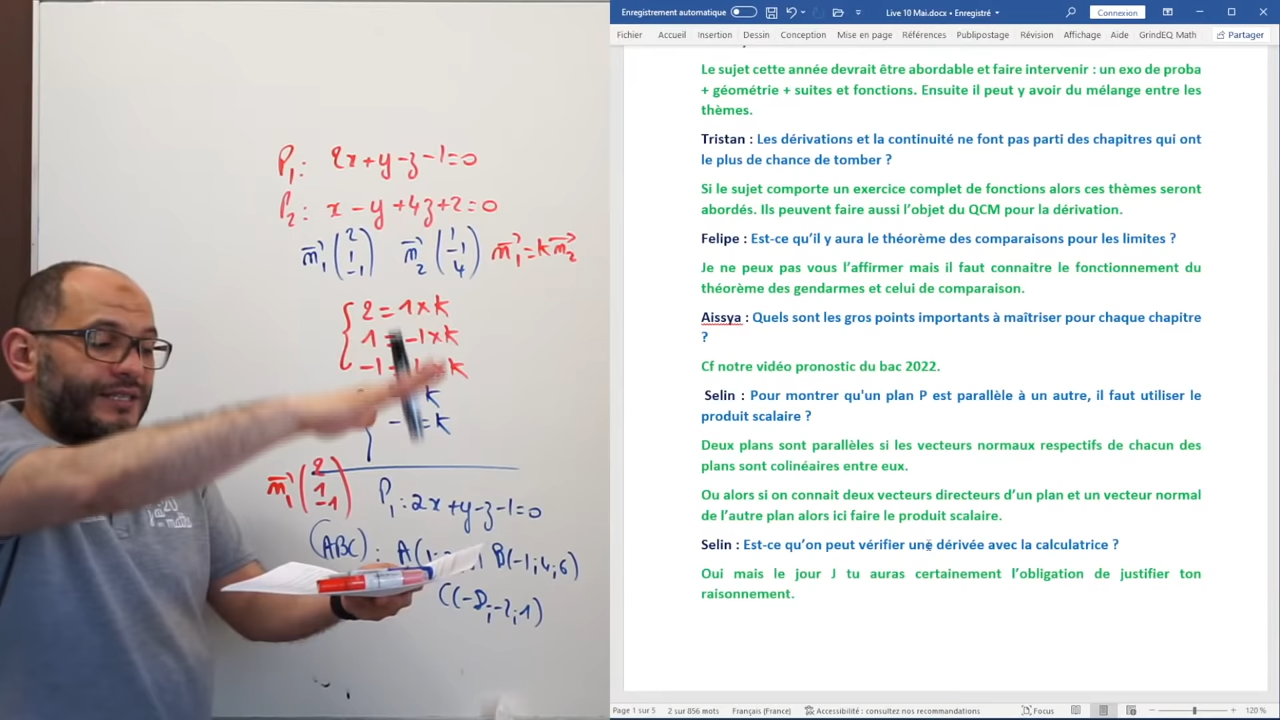 P₁: 2x+y-z-1=0
P₂: x-y+4z+2=0
n₁→(2 1 -1) n₂→(1 -1 4) n₁→=kn₂→
2=1×k
1=-1×k
-1 ×k
k
- =k
n₁→(2 1 -1) P₁: 2x+y-z-1=0
(ABC): A(1; B(-1;4;6)
C(-8;-2;1)
Enregistrement automatique
Live 10 Mai.docx • Enregistré
Connexion
Fichier Accueil Insertion Dessin Conception Mise en page Références Publipostage Révision Affichage Aide GrindEQ Math Partager
Le sujet cette année devrait être abordable et faire intervenir : un exo de proba
+ géométrie + suites et fonctions. Ensuite il peut y avoir du mélange entre les
thèmes.
Tristan : Les dérivations et la continuité ne font pas parti des chapitres qui ont
le plus de chance de tomber ?
Si le sujet comporte un exercice complet de fonctions alors ces thèmes seront
abordés. Ils peuvent faire aussi l'objet du QCM pour la dérivation.
Felipe : Est-ce qu'il y aura le théorème des comparaisons pour les limites ?
Je ne peux pas vous l'affirmer mais il faut connaitre le fonctionnement du
théorème des gendarmes et celui de comparaison.
Aissya : Quels sont les gros points importants à maîtriser pour chaque chapitre
?
Cf notre vidéo pronostic du bac 2022.
Selin : Pour montrer qu'un plan P est parallèle à un autre, il faut utiliser le
produit scalaire ?
Deux plans sont parallèles si les vecteurs normaux respectifs de chacun des
plans sont colinéaires entre eux.
Ou alors si on connait deux vecteurs directeurs d'un plan et un vecteur normal
de l'autre plan alors ici faire le produit scalaire.
Selin : Est-ce qu'on peut vérifier une dérivée avec la calculatrice ?
Oui mais le jour J tu auras certainement l'obligation de justifier ton
raisonnement.
Page 1 sur 5 2 sur 856 mots Français (France) Accessibilité : consultez nos recommandations Focus 120 %